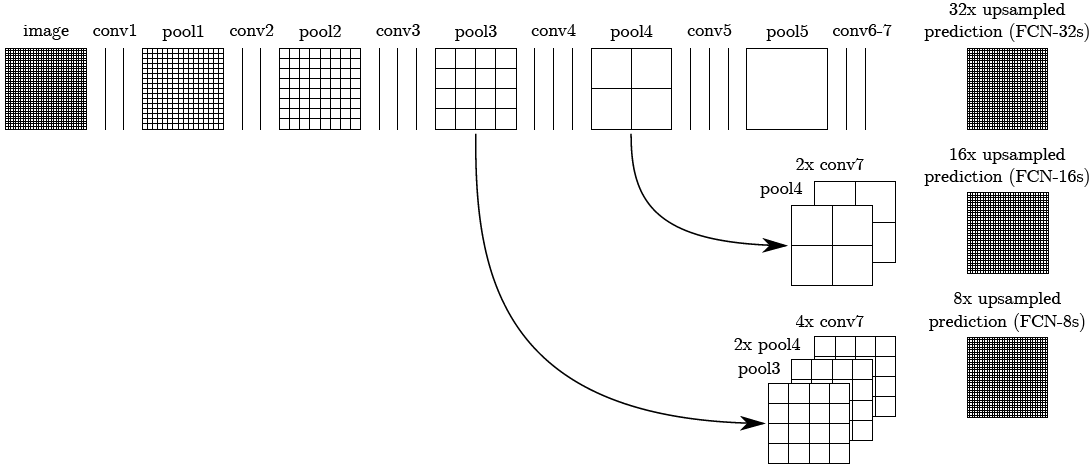 image
conv1
pool1
conv2
pool2
conv3
pool3
conv4
pool4
conv5
pool5
conv6-7
32x upsampled
prediction (FCN-32s)
2x conv7
pool4
16x upsampled
prediction (FCN-16s)
4x conv7
2x pool4
pool3
8x upsampled
prediction (FCN-8s)